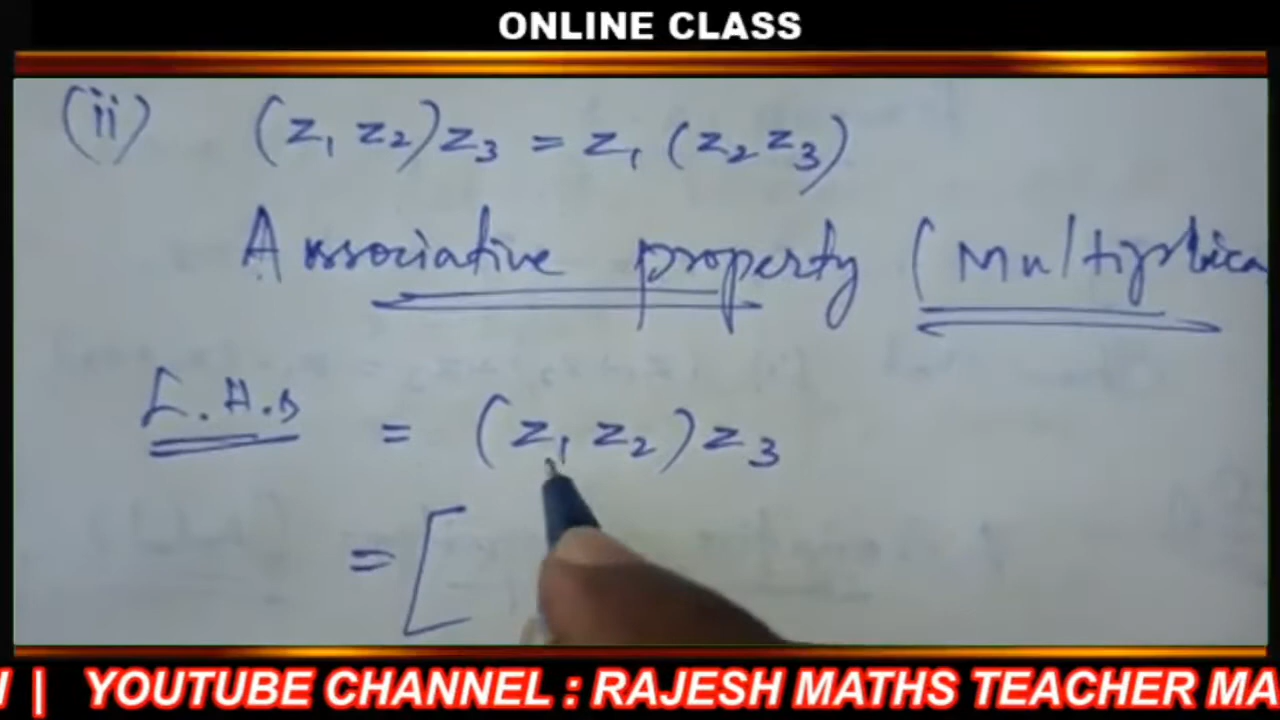 ONLINE CLASS
(ii) (z₁ z₂)z₃ = z₁ (z₂ z₃)
Associative property (Multiplica
L.H.S = (z₁ z₂)z₃
= [
| YOUTUBE CHANNEL : RAJESH MATHS TEACHER MA